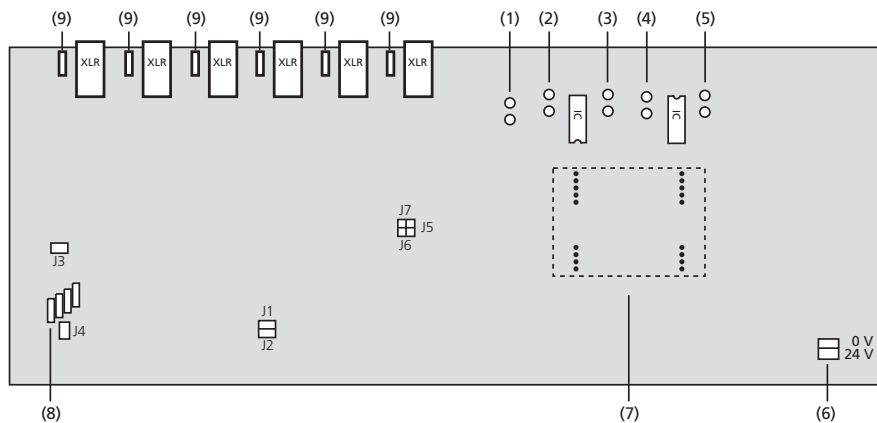 (9) (9) (9) (9) (9) (9) (1) (2) (3) (4) (5)
XLR XLR XLR XLR XLR XLR
IC IC
J7
J5
J6
J3
J4
J1
J2
0 V
24 V
(8) (7) (6)